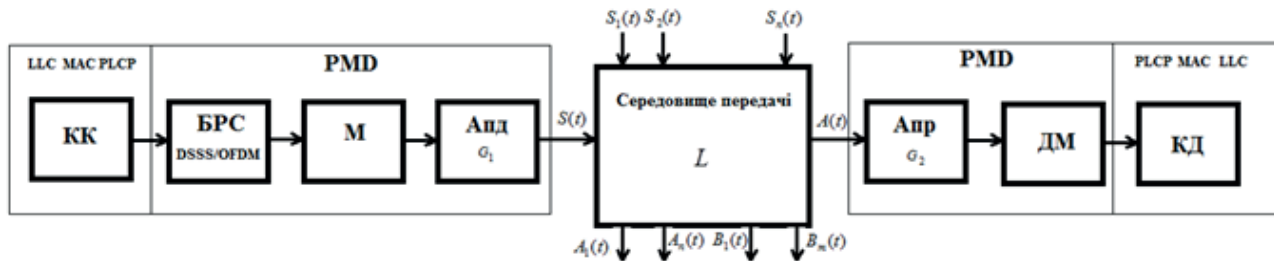 S₁(t) S₂(t) Sₙ(t)
LLC MAC PLCP
PMD
КК
БРС
DSSS/OFDM
М
Апд
G₁
S(t)
Середовище передачі
L
A(t)
PMD
PLCP MAC LLC
Апр
G₂
ДМ
КД
A₁(t) Aₙ(t) B₁(t) Bₘ(t)